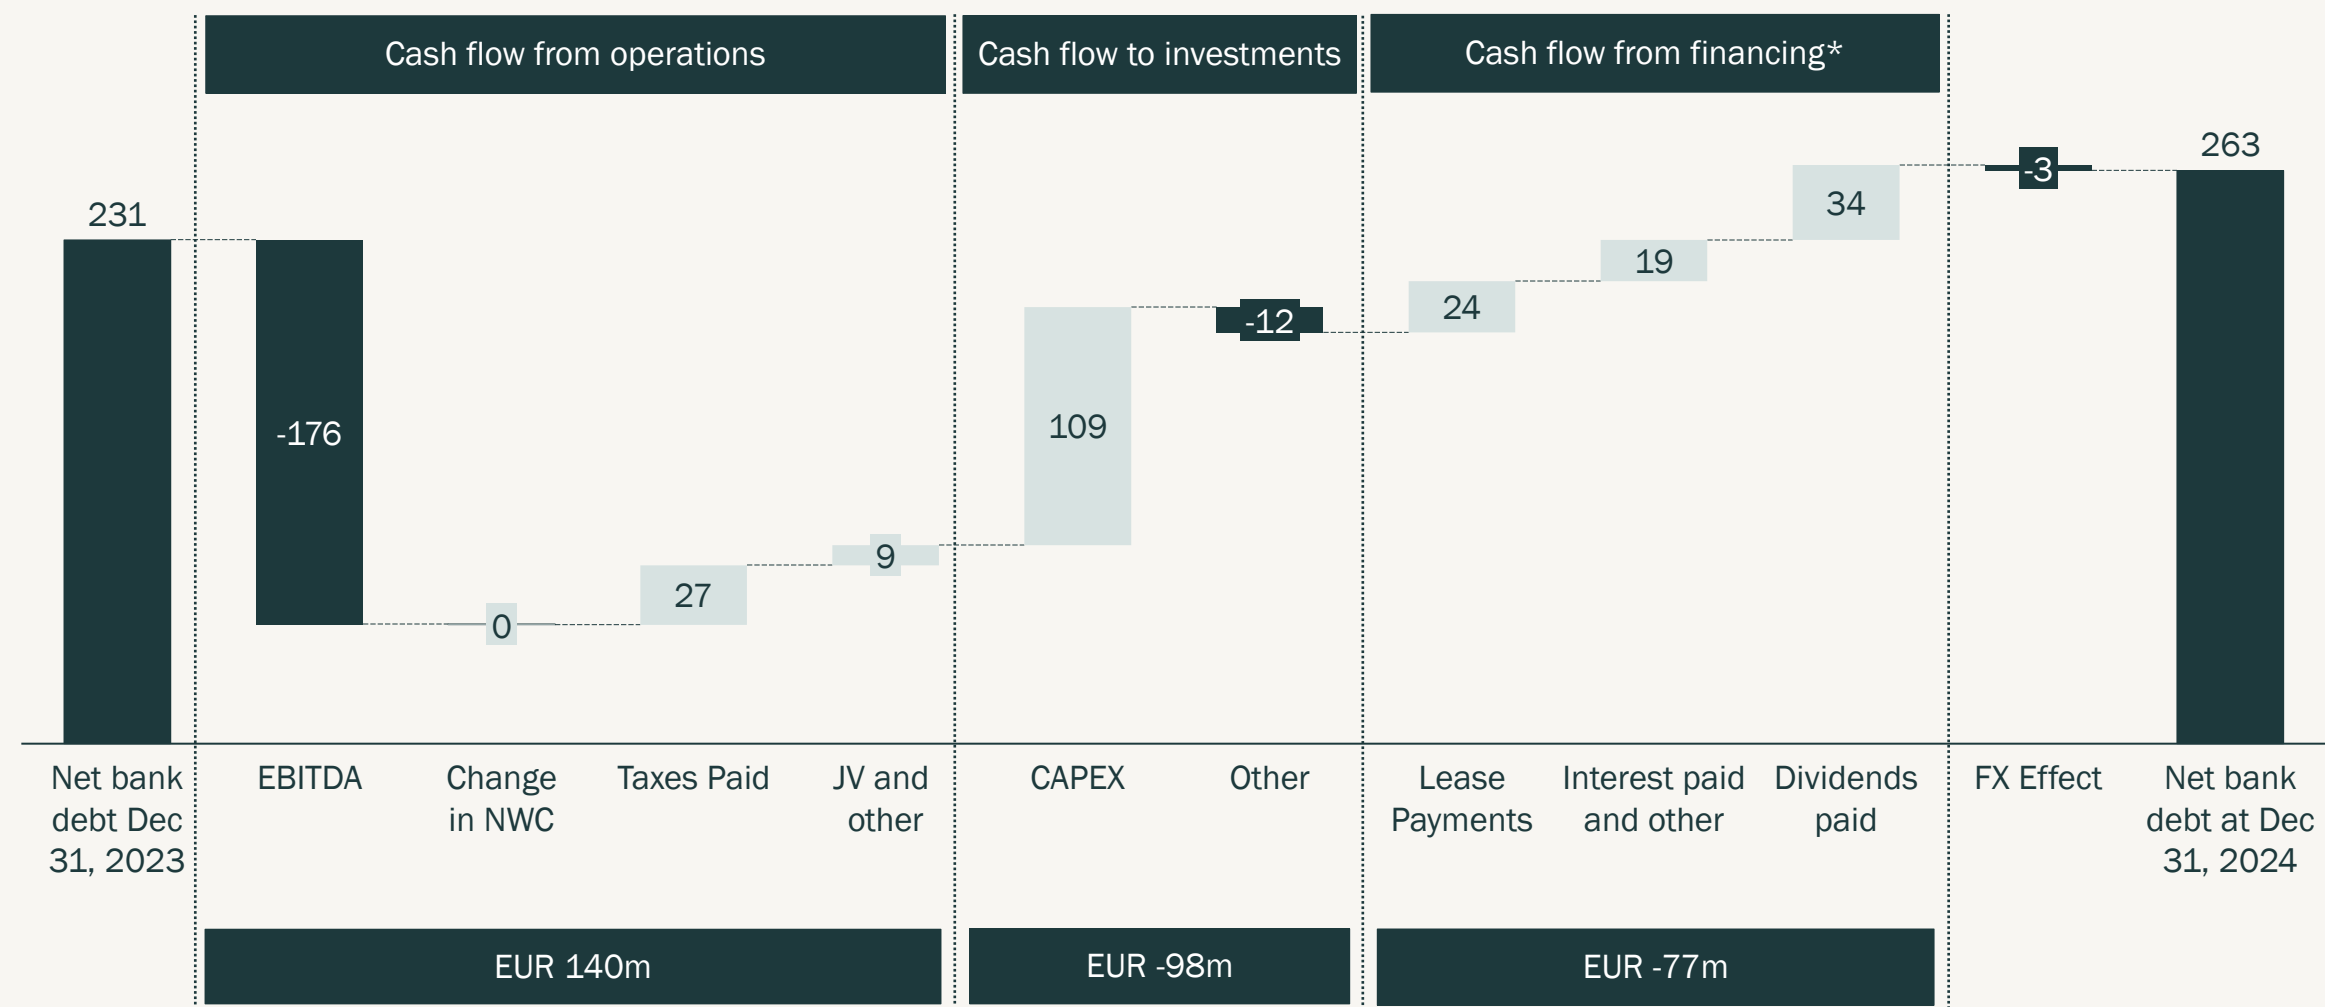 Cash flow from operations
Cash flow to investments
Cash flow from financing*
231
-176
0
27
9
109
-12
24
19
34
-3
263
Net bank
debt Dec
31, 2023
EBITDA
Change
in NWC
Taxes Paid
JV and
other
CAPEX
Other
Lease
Payments
Interest paid
and other
Dividends
paid
FX Effect
Net bank
debt at Dec
31, 2024
EUR 140m
EUR -98m
EUR -77m